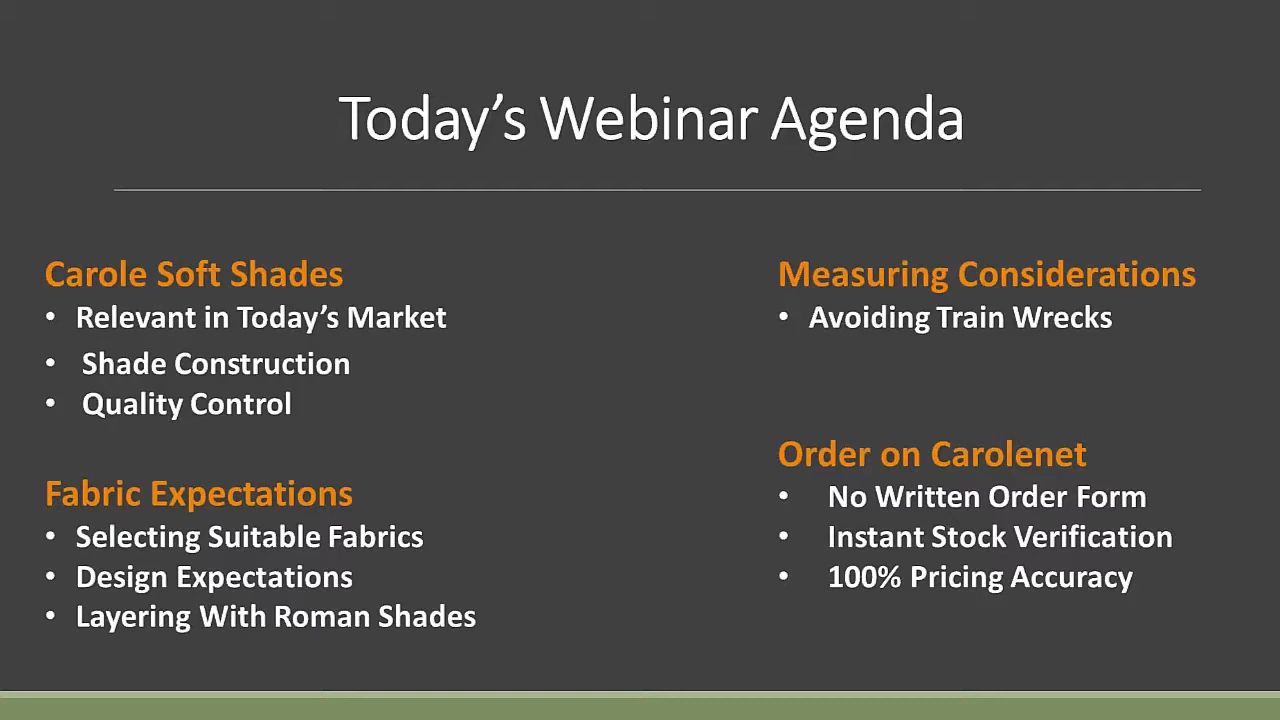 Today’s Webinar Agenda
Carole Soft Shades
• Relevant in Today’s Market
• Shade Construction
• Quality Control
Fabric Expectations
• Selecting Suitable Fabrics
• Design Expectations
• Layering With Roman Shades
Measuring Considerations
• Avoiding Train Wrecks
Order on Carolenet
• No Written Order Form
• Instant Stock Verification
• 100% Pricing Accuracy